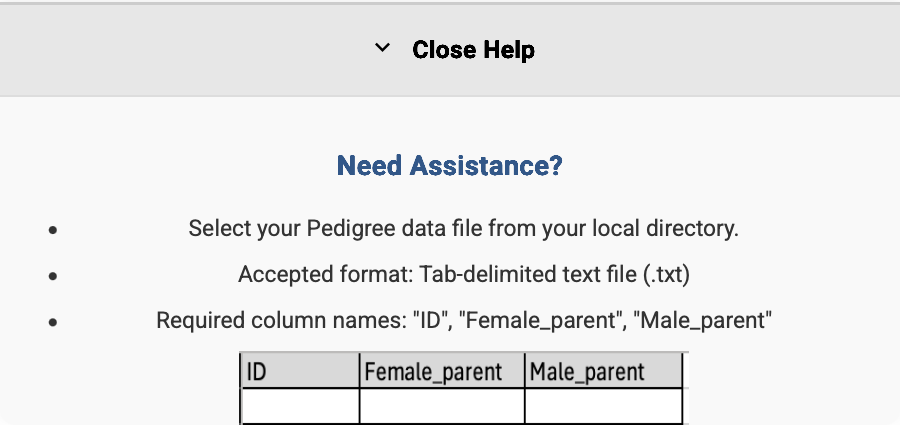 Close Help
Need Assistance?
• Select your Pedigree data file from your local directory.
• Accepted format: Tab-delimited text file (.txt)
• Required column names: "ID", "Female_parent", "Male_parent"
ID Female_parent Male_parent